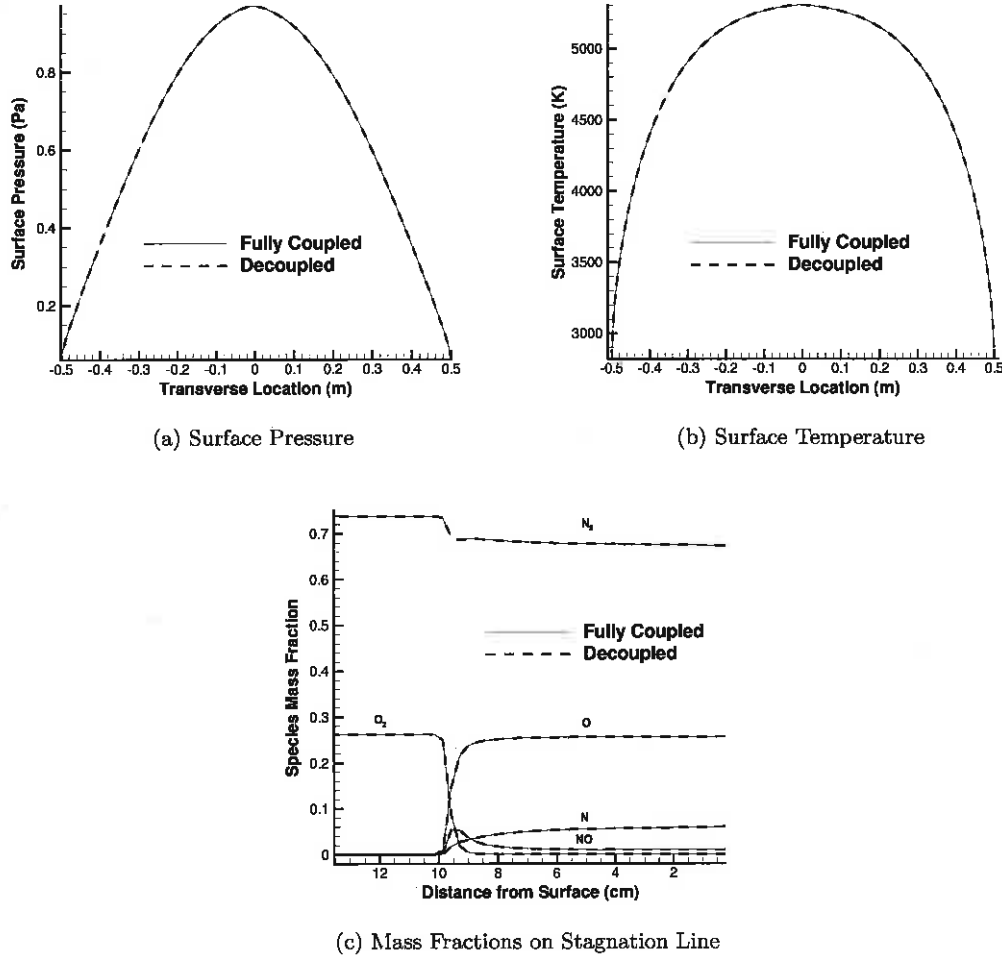 0.8
0.6
0.4
0.2
Surface Pressure (Pa)
Fully Coupled
Decoupled
-0.5 -0.4 -0.3 -0.2 -0.1 0 0.1 0.2 0.3 0.4 0.5
Transverse Location (m)
(a) Surface Pressure
5000
4500
4000
3500
3000
Surface Temperature (K)
Fully Coupled
Decoupled
-0.5 -0.4 -0.3 -0.2 -0.1 0 0.1 0.2 0.3 0.4 0.5
Transverse Location (m)
(b) Surface Temperature
0.7
0.6
0.5
0.4
0.3
0.2
0.1
0
Species Mass Fraction
N₂
Fully Coupled
Decoupled
O₂
O
N
NO
12 10 8 6 4 2
Distance from Surface (cm)
(c) Mass Fractions on Stagnation Line